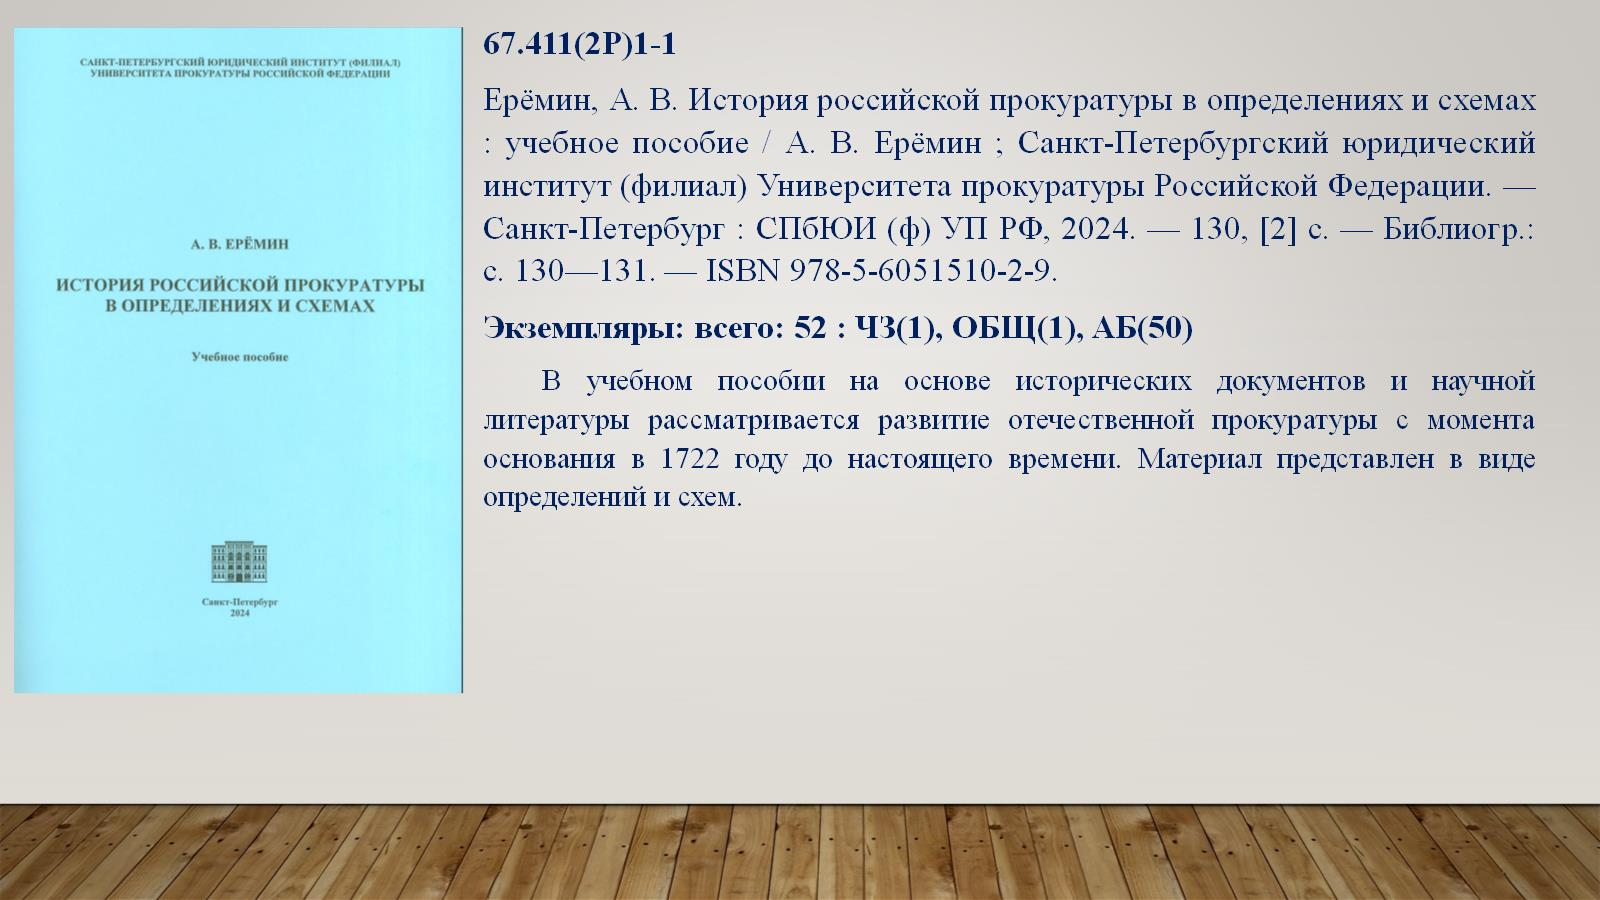 САНКТ-ПЕТЕРБУРГСКИЙ ЮРИДИЧЕСКИЙ ИНСТИТУТ (ФИЛИАЛ)
УНИВЕРСИТЕТА ПРОКУРАТУРЫ РОССИЙСКОЙ ФЕДЕРАЦИИ
А. В. ЕРЁМИН
ИСТОРИЯ РОССИЙСКОЙ ПРОКУРАТУРЫ
В ОПРЕДЕЛЕНИЯХ И СХЕМАХ
Учебное пособие
Санкт-Петербург
2024
67.411(2Р)1-1
Ерёмин, А. В. История российской прокуратуры в определениях и схемах
: учебное пособие / А. В. Ерёмин ; Санкт-Петербургский юридический
институт (филиал) Университета прокуратуры Российской Федерации. —
Санкт-Петербург : СПбЮИ (ф) УП РФ, 2024. — 130, [2] с. — Библиогр.:
с. 130—131. — ISBN 978-5-6051510-2-9.
Экземпляры: всего: 52 : ЧЗ(1), ОБЩ(1), АБ(50)
В учебном пособии на основе исторических документов и научной
литературы рассматривается развитие отечественной прокуратуры с момента
основания в 1722 году до настоящего времени. Материал представлен в виде
определений и схем.